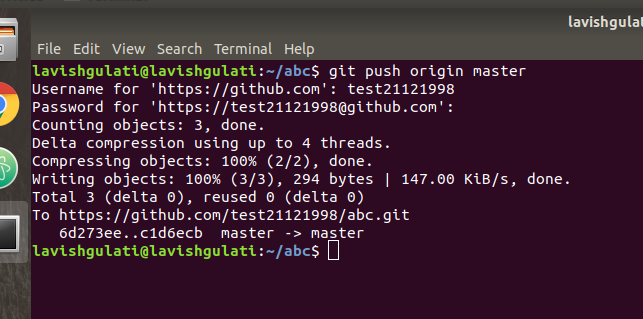 lavishgulat
File Edit View Search Terminal Help
lavishgulati@lavishgulati:~/abc$ git push origin master
Username for 'https://github.com': test21121998
Password for 'https://test21121998@github.com':
Counting objects: 3, done.
Delta compression using up to 4 threads.
Compressing objects: 100% (2/2), done.
Writing objects: 100% (3/3), 294 bytes | 147.00 KiB/s, done.
Total 3 (delta 0), reused 0 (delta 0)
To https://github.com/test21121998/abc.git
   6d273ee..c1d6ecb  master -> master
lavishgulati@lavishgulati:~/abc$